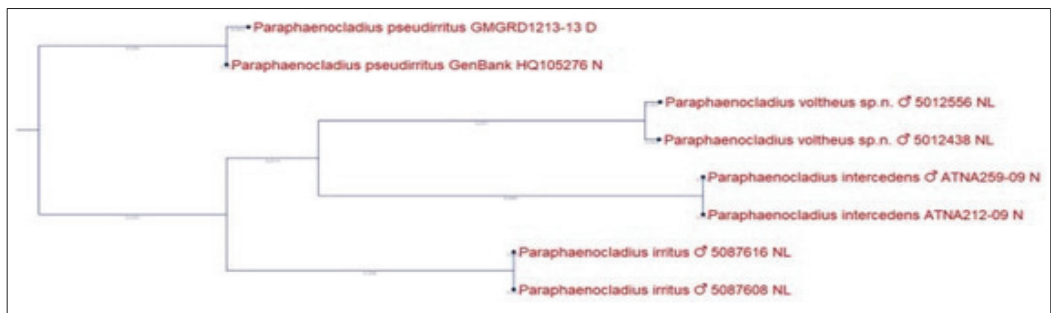 Paraphaenocladius pseudirritus GMGRD1213-13 D
Paraphaenocladius pseudirritus GenBank HQ105276 N
Paraphaenocladius voltheus sp.n. ♂ 5012556 NL
Paraphaenocladius voltheus sp.n. ♂ 5012438 NL
Paraphaenocladius intercedens ♂ ATNA259-09 N
Paraphaenocladius intercedens ATNA212-09 N
Paraphaenocladius irritus ♂ 5087616 NL
Paraphaenocladius irritus ♂ 5087608 NL